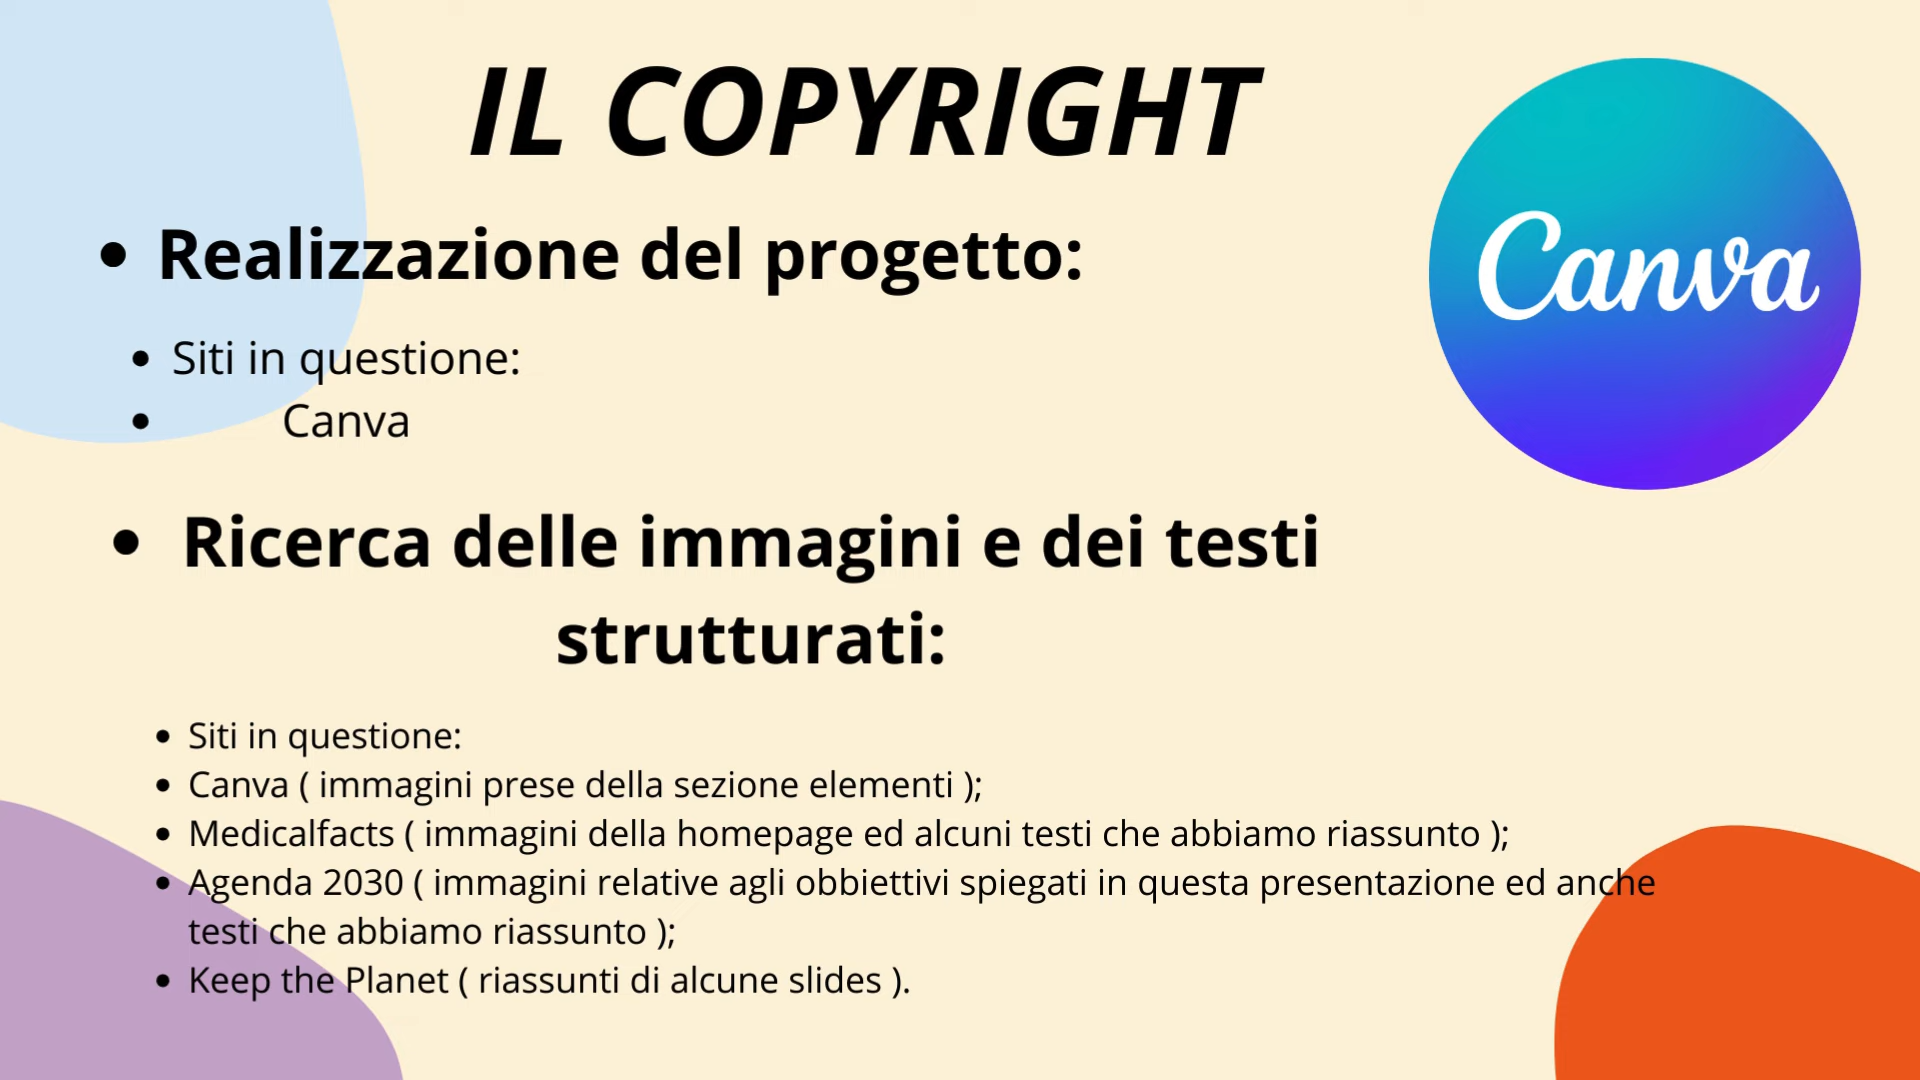 IL COPYRIGHT
Canva
• Realizzazione del progetto:
• Siti in questione:
• Canva
• Ricerca delle immagini e dei testi
strutturati:
• Siti in questione:
• Canva ( immagini prese della sezione elementi );
• Medicalfacts ( immagini della homepage ed alcuni testi che abbiamo riassunto );
• Agenda 2030 ( immagini relative agli obbiettivi spiegati in questa presentazione ed anche
testi che abbiamo riassunto );
• Keep the Planet ( riassunti di alcune slides ).